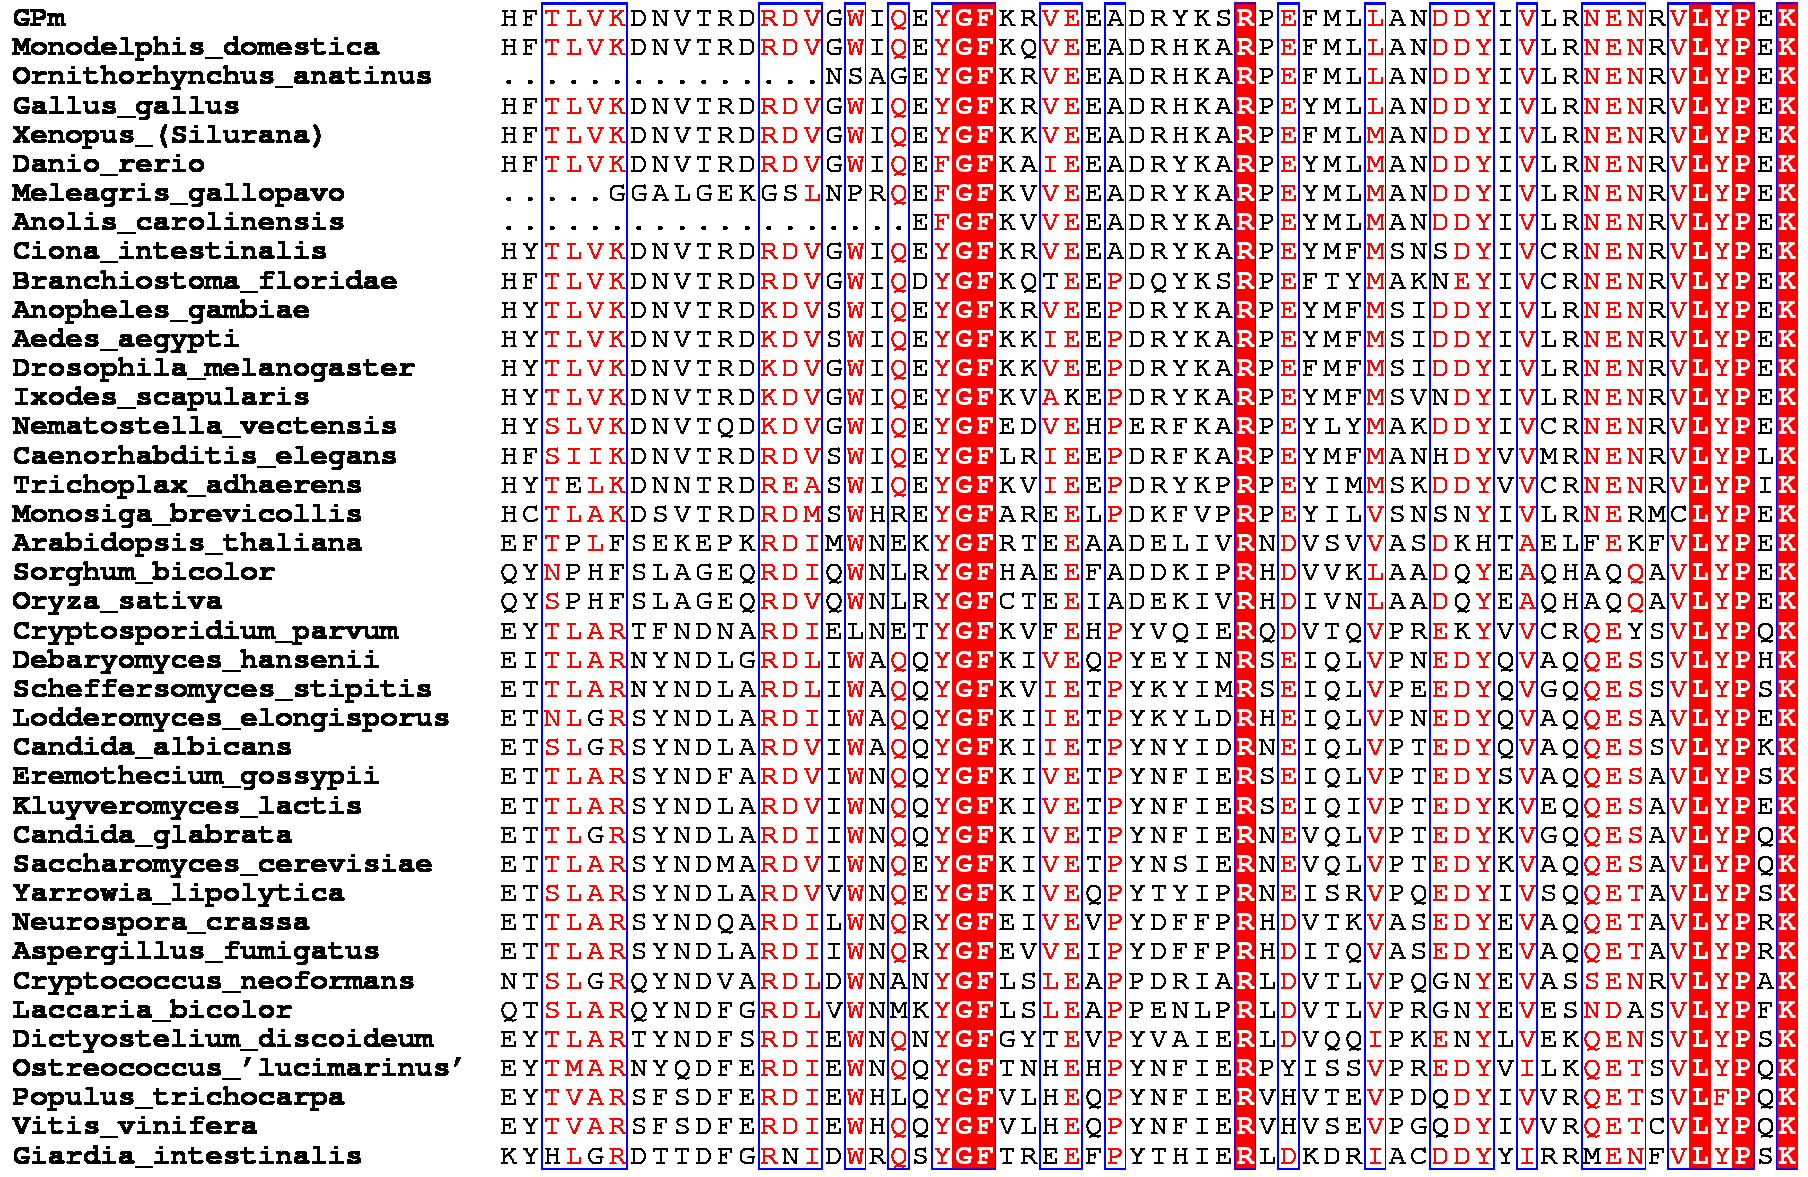 GPm HFTLVKDNVTRDRDVGWIQEYGFKRVEEADRYKSRPEFMLLANDDYIVLRNENRVLYPEK
Monodelphis_domestica HFTLVKDNVTRDRDVGWIQEYGFKQVEEADRHKARPEFMLLANDDYIVLRNENRVLYPEK
Ornithorhynchus_anatinus ...............NSAGEYGFKRVEEADRHKARPEFMLLANDDYIVLRNENRVLYPEK
Gallus_gallus HFTLVKDNVTRDRDVGWIQEYGFKRVEEADRHKARPEYMLLANDDYIVLRNENRVLYPEK
Xenopus_(Silurana) HFTLVKDNVTRDRDVGWIQEYGFKKVEEADRHKARPEFMLMANDDYIVLRNENRVLYPEK
Danio_rerio HFTLVKDNVTRDRDVGWIQEFGFKAIEEADRYKARPEYMLMANDDYIVLRNENRVLYPEK
Meleagris_gallopavo .....GGALGEKGSLNPRQEFGFKVVEEADRYKARPEYMLMANDDYIVLRNENRVLYPEK
Anolis_carolinensis ...................EFGFKVVEEADRYKARPEYMLMANDDYIVLRNENRVLYPEK
Ciona_intestinalis HYTLVKDNVTRDRDVGWIQEYGFKRVEEADRYKARPEYMFMSNSDYIVCRNENRVLYPEK
Branchiostoma_floridae HFTLVKDNVTRDRDVGWIQDYGFKQTEEPDQYKSRPEFTYMAKNEYIVCRNENRVLYPEK
Anopheles_gambiae HYTLVKDNVTRDKDVSWIQEYGFKRVEEPDRYKARPEYMFMSIDDYIVLRNENRVLYPEK
Aedes_aegypti HYTLVKDNVTRDKDVSWIQEYGFKKIEEPDRYKARPEYMFMSIDDYIVLRNENRVLYPEK
Drosophila_melanogaster HYTLVKDNVTRDKDVSWIQEYGFKKVEEPDRYKARPEFMFMSIDDYIVLRNENRVLYPEK
Ixodes_scapularis HYTLVKDNVTRDKDVGWIQEYGFKVAKEPDRYKARPEYMFMSVNDYIVLRNENRVLYPEK
Nematostella_vectensis HYSLVKDNVTQDKDVGWIQEYGFEDVEHPERFKARPEYLYMAKDDYIVCRNENRVLYPEK
Caenorhabditis_elegans HFSIIKDNVTRDRDVSWIQEYGFLRIEEPDRFKARPEYMFMANHDYVVMRNENRVLYPLK
Trichoplax_adhaerens HYTELKDNNTRDREASWIQEYGFKVIEEPDRYKPRPEYIMMSKDDYVVCRNENRVLYPIK
Monosiga_brevicollis HCTLAKDSVTRDRDMSWHREYGFAREELPDKFVPRPEYILVSNSNYIVLRNERMCLYPEK
Arabidopsis_thaliana EFTPLFSEKEPKRDIMWNEKYGFRTEEAADELIVRNDVSVVASDKHTAELFEKFVLYPEK
Sorghum_bicolor QYNPHFSLAGEQRDIQWNLRYGFHAEEFADDKIPRHDVVKLAADQYEAQHAQQAVLYPEK
Oryza_sativa QYSPHFSLAGEQRDVQWNLRYGFCTEEIADEKIVRHDIVNLAADQYEAQHAQQAVLYPEK
Cryptosporidium_parvum EYTLARTFNDNARDIELNETYGFKVFEHPYVQIERQDVTQVPREKYVVCRQEYSVLYPQK
Debaryomyces_hansenii EITLARNYNDLGRDLIWAQQYGFKIVEQPYEYINRSEIQLVPNEDYQVAQQESSVLYPHK
Scheffersomyces_stipitis ETTLARNYNDLARDLIWAQQYGFKVIETPYKYIMRSEIQLVPEEDYQVGQQESSVLYPSK
Lodderomyces_elongisporus ETNLGRSYNDLARDIIWAQQYGFKIIETPYKYLDRHEIQLVPNEDYQVAQQESAVLYPEK
Candida_albicans ETSLGRSYNDLARDVIWAQQYGFKIIETPYNYIDRNEIQLVPTEDYQVAQQESSVLYPKK
Eremothecium_gossypii ETTLARSYNDFARDVIWNQQYGFKIVETPYNFIERSEIQLVPTEDYSVAQQESAVLYPSK
Kluyveromyces_lactis ETTLARSYNDLARDVIWNQQYGFKIVETPYNFIERSEIQIVPTEDYKVEQQESAVLYPEK
Candida_glabrata ETTLGRSYNDLARDIIWNQQYGFKIVETPYNFIERNEVQLVPTEDYKVGQQESAVLYPQK
Saccharomyces_cerevisiae ETTLARSYNDMARDVIWNQEYGFKIVETPYNSIERNEVQLVPTEDYKVAQQESAVLYPQK
Yarrowia_lipolytica ETSLARSYNDLARDVVWNQEYGFKIVEQPYTYIPRNEISRVPQEDYIVSQQETAVLYPSK
Neurospora_crassa ETTLARSYNDQARDILWNQRYGFEIVEVPYDFFPRHDVTKVASEDYEVAQQETAVLYPRK
Aspergillus_fumigatus ETTLARSYNDLARDIIWNQRYGFEVVEIPYDFFPRHDITQVASEDYEVAQQETAVLYPRK
Cryptococcus_neoformans NTSLGRQYNDVARDLDWNANYGFLSLEAPPDRIARLDVTLVPQGNYEVASSENRVLYPAK
Laccaria_bicolor QTSLARQYNDFGRDLVWNMKYGFLSLEAPPENLPRLDVTLVPRGNYEVESNDASVLYPFK
Dictyostelium_discoideum EYTLARTYNDFSRDIEWNQNYGFGYTEVPYVAIERLDVQQIPKENYLVEKQENSVLYPSK
Ostreococcus_'lucimarinus' EYTMARNYQDFERDIEWNQQYGFTNHEHPYNFIERPYISSVPREDYVILKQETSVLYPQK
Populus_trichocarpa EYTVARSFSDFERDIEWHLQYGFVLHEQPYNFIERVHVTEVPDQDYIVVRQETSVLFPQK
Vitis_vinifera EYTVARSFSDFERDIEWHQQYGFVLHEQPYNFIERVHVSEVPGQDYIVVRQETCVLYPQK
Giardia_intestinalis KYHLGRDTTDFGRNIDWRQSYGFTREEFPYTHIERLDKDRIACDDYYIRRMENFVLYPSK